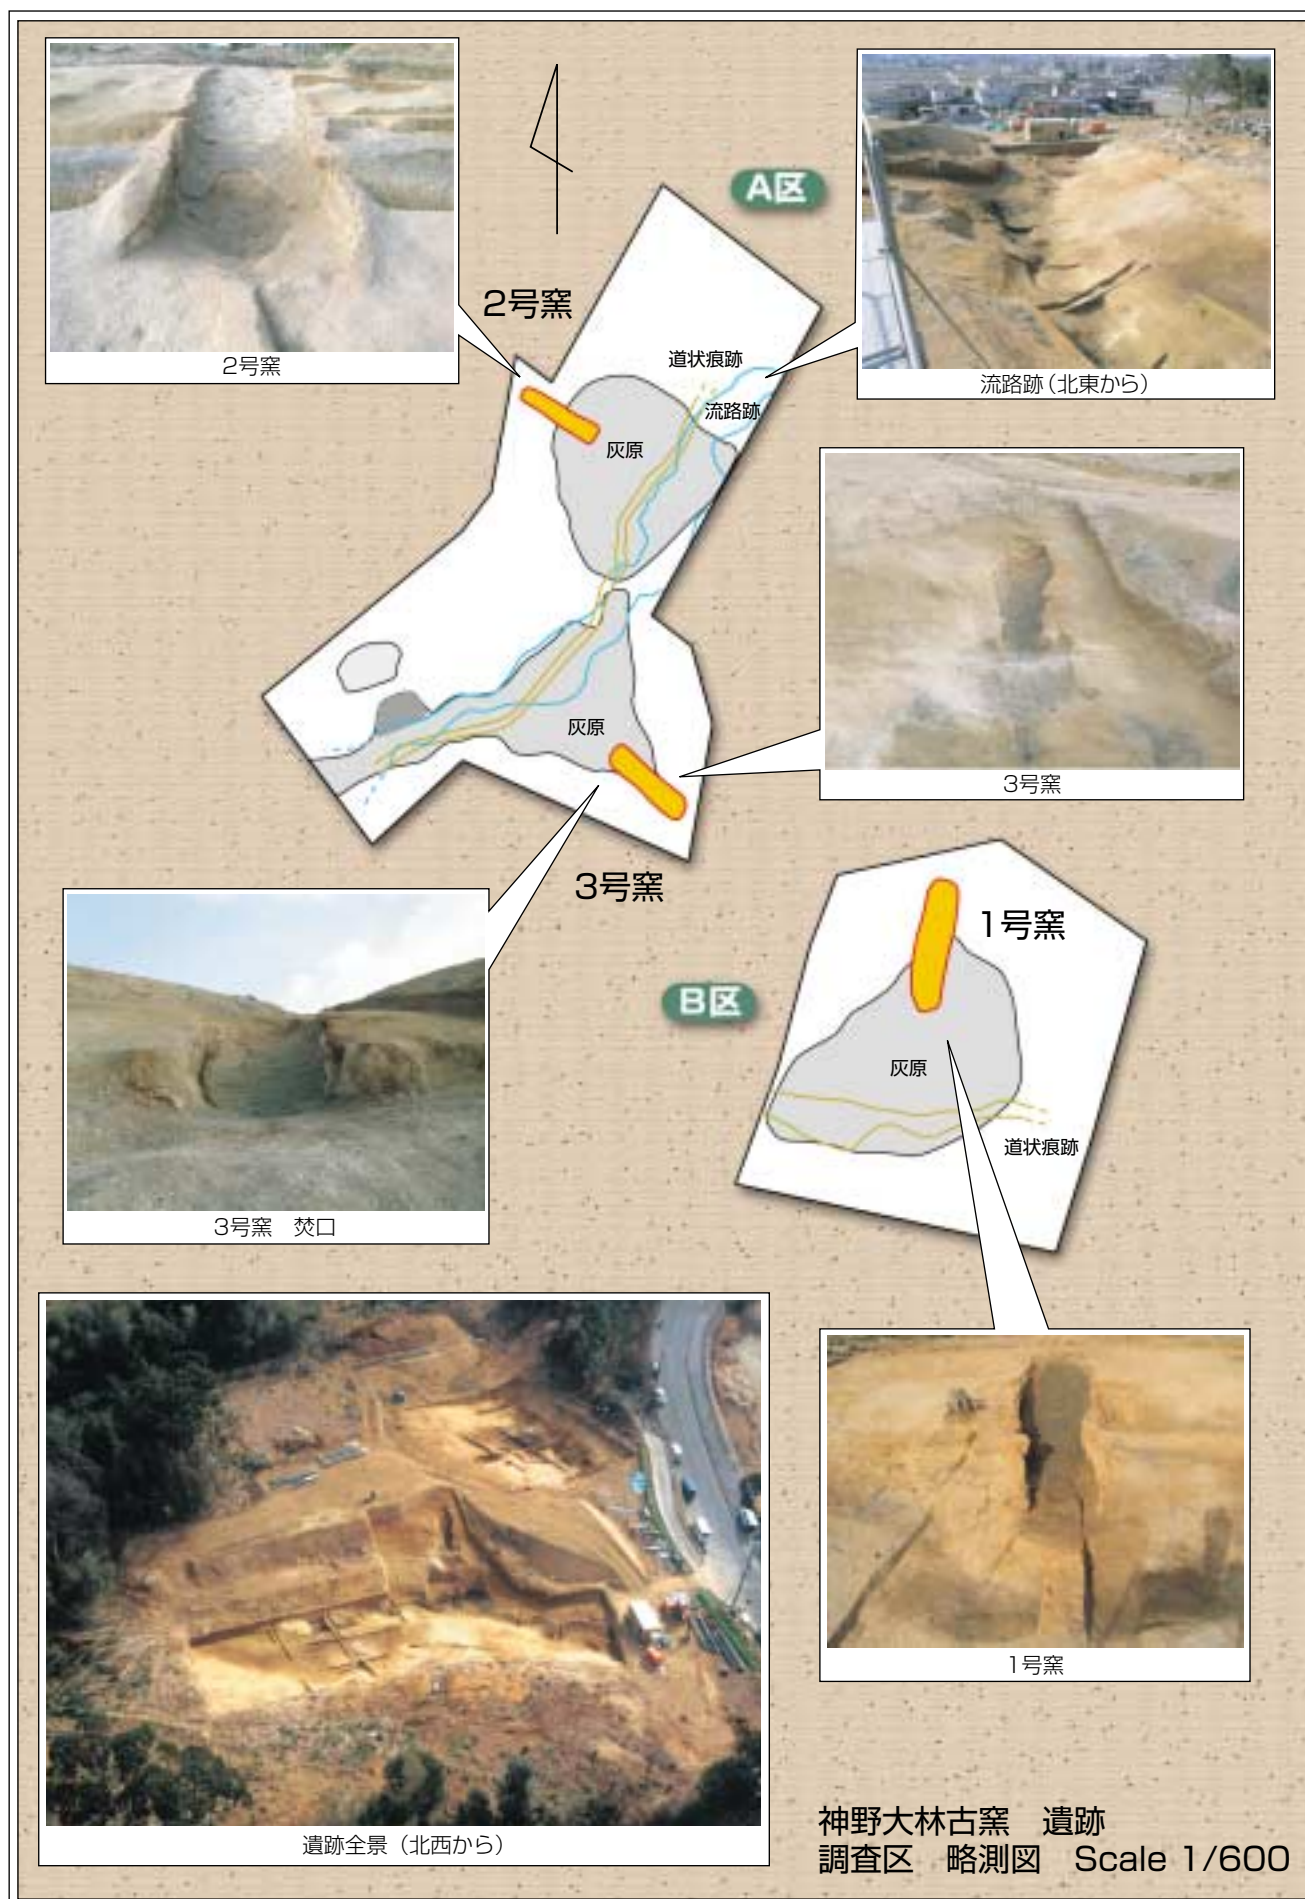 2号窯
A区
流路跡(北東から)
2号窯
道状痕跡
流路跡
灰原
3号窯
灰原
3号窯
3号窯 焚口
1号窯
B区
灰原
道状痕跡
1号窯
遺跡全景(北西から)
神野大林古窯 遺跡
調査区 略測図 Scale 1/600